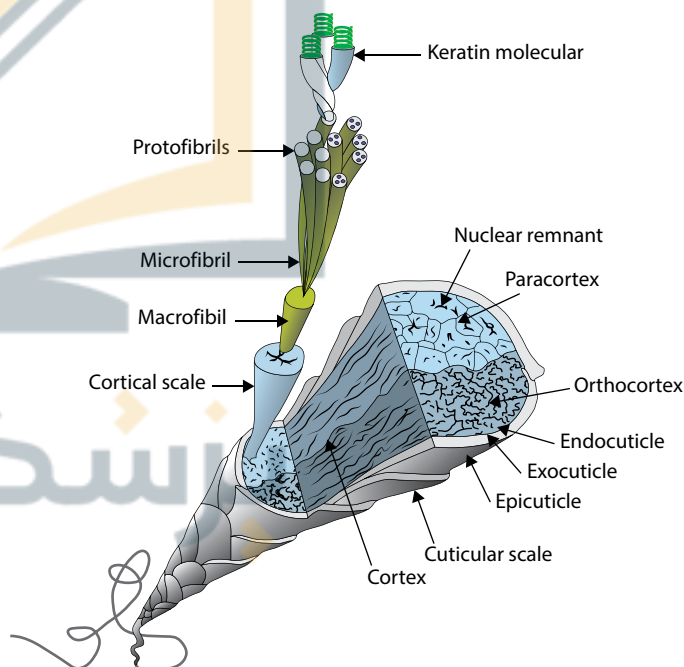 Keratin molecular
Protofibrils
Nuclear remnant
Microfibril
Paracortex
Macrofibil
Cortical scale
Orthocortex
Endocuticle
Exocuticle
Epicuticle
Cuticular scale
Cortex